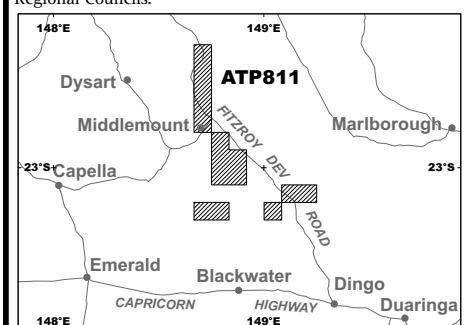 Regional Councils.
148°E 149°E
Dysart
ATP811
Middlemount
FITZROY DEV ROAD
Marlborough
23°S 23°S
Capella
Emerald
Blackwater
Dingo
CAPRICORN HIGHWAY
Duaringa
148°E 149°E